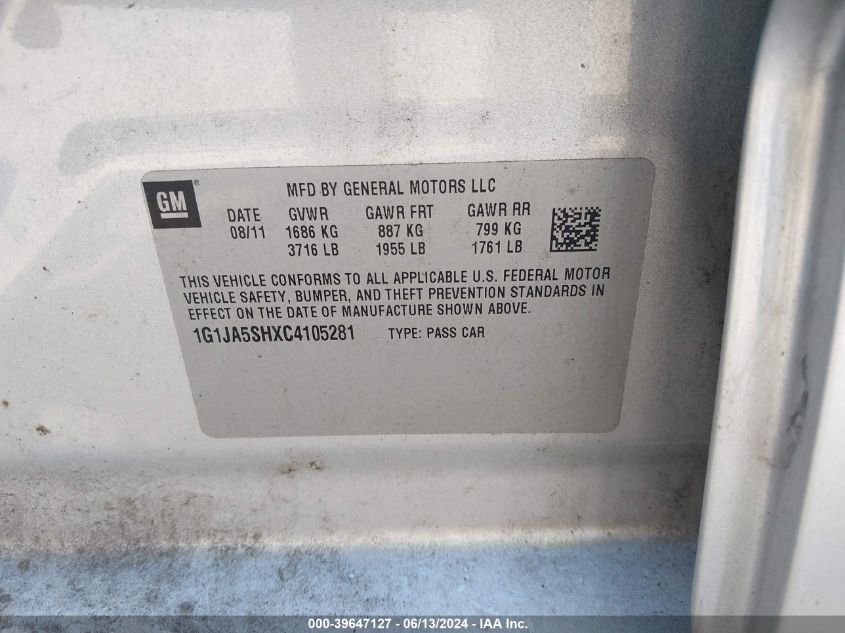 GM ®
MFD BY GENERAL MOTORS LLC
DATE GVWR GAWR FRT GAWR RR
08/11 1686 KG 887 KG 799 KG
3716 LB 1955 LB 1761 LB
THIS VEHICLE CONFORMS TO ALL APPLICABLE U.S. FEDERAL MOTOR
VEHICLE SAFETY, BUMPER, AND THEFT PREVENTION STANDARDS IN
EFFECT ON THE DATE OF MANUFACTURE SHOWN ABOVE.
1G1JA5SHXC4105281 TYPE: PASS CAR
000-39647127 - 06/13/2024 - IAAI.COM